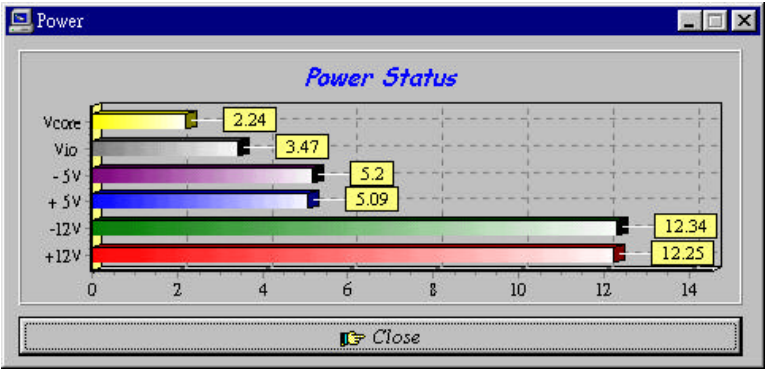 Power
Power Status
Vcore 2.24
Vio 3.47
- 5V 5.2
+ 5V 5.09
-12V 12.34
+12V 12.25
0 2 4 6 8 10 12 14
Close